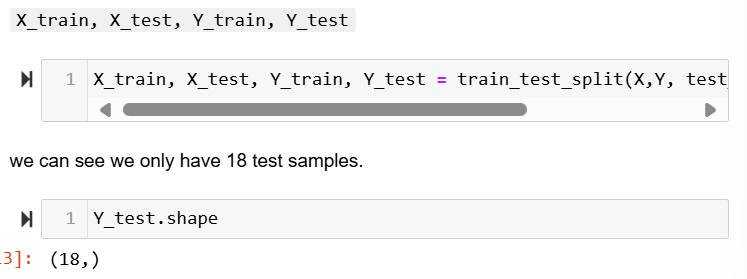 X_train, X_test, Y_train, Y_test
1 X_train, X_test, Y_train, Y_test = train_test_split(X,Y, test_
we can see we only have 18 test samples.
1 Y_test.shape
3]: (18,)